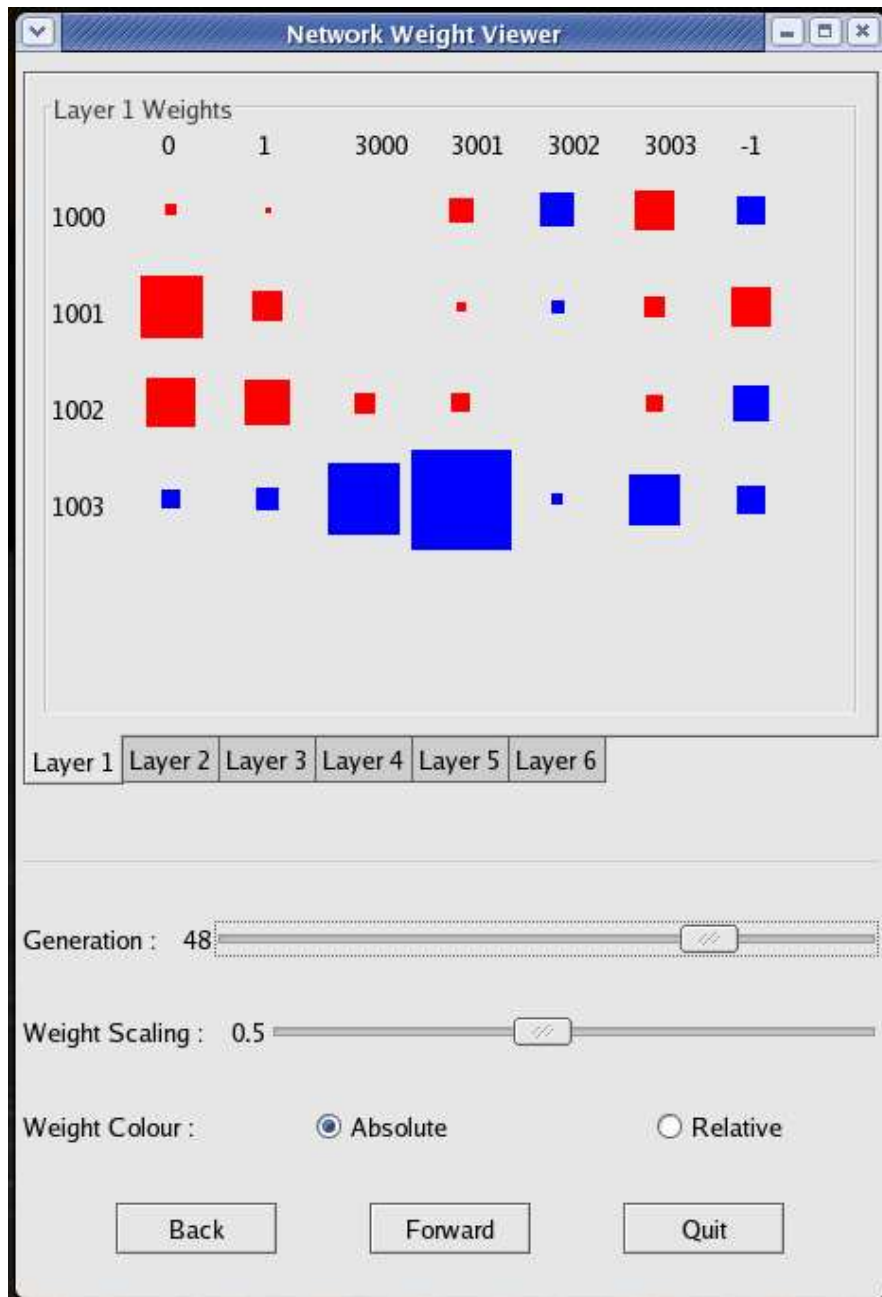 Network Weight Viewer
Layer 1 Weights
0 1 3000 3001 3002 3003 -1
1000
1001
1002
1003
Layer 1 Layer 2 Layer 3 Layer 4 Layer 5 Layer 6
Generation : 48
Weight Scaling : 0.5
Weight Colour : Absolute Relative
Back Forward Quit